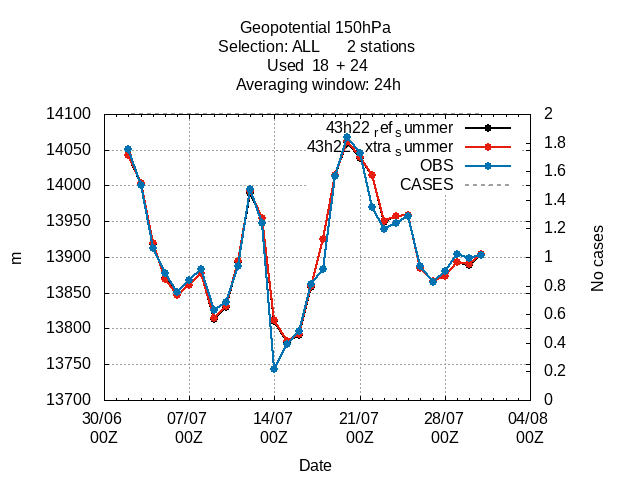 Geopotential 150hPa
Selection: ALL 2 stations
Used 18 + 24
Averaging window: 24h
14100
14050
14000
13950
13900
13850
13800
13750
13700
2
1.8
1.6
1.4
1.2
1
0.8
0.6
0.4
0.2
0
43h22 ref summer
43h22 xtra summer
OBS
CASES
m
No cases
30/06 07/07 14/07 21/07 28/07 04/08
00Z 00Z 00Z 00Z 00Z 00Z
Date